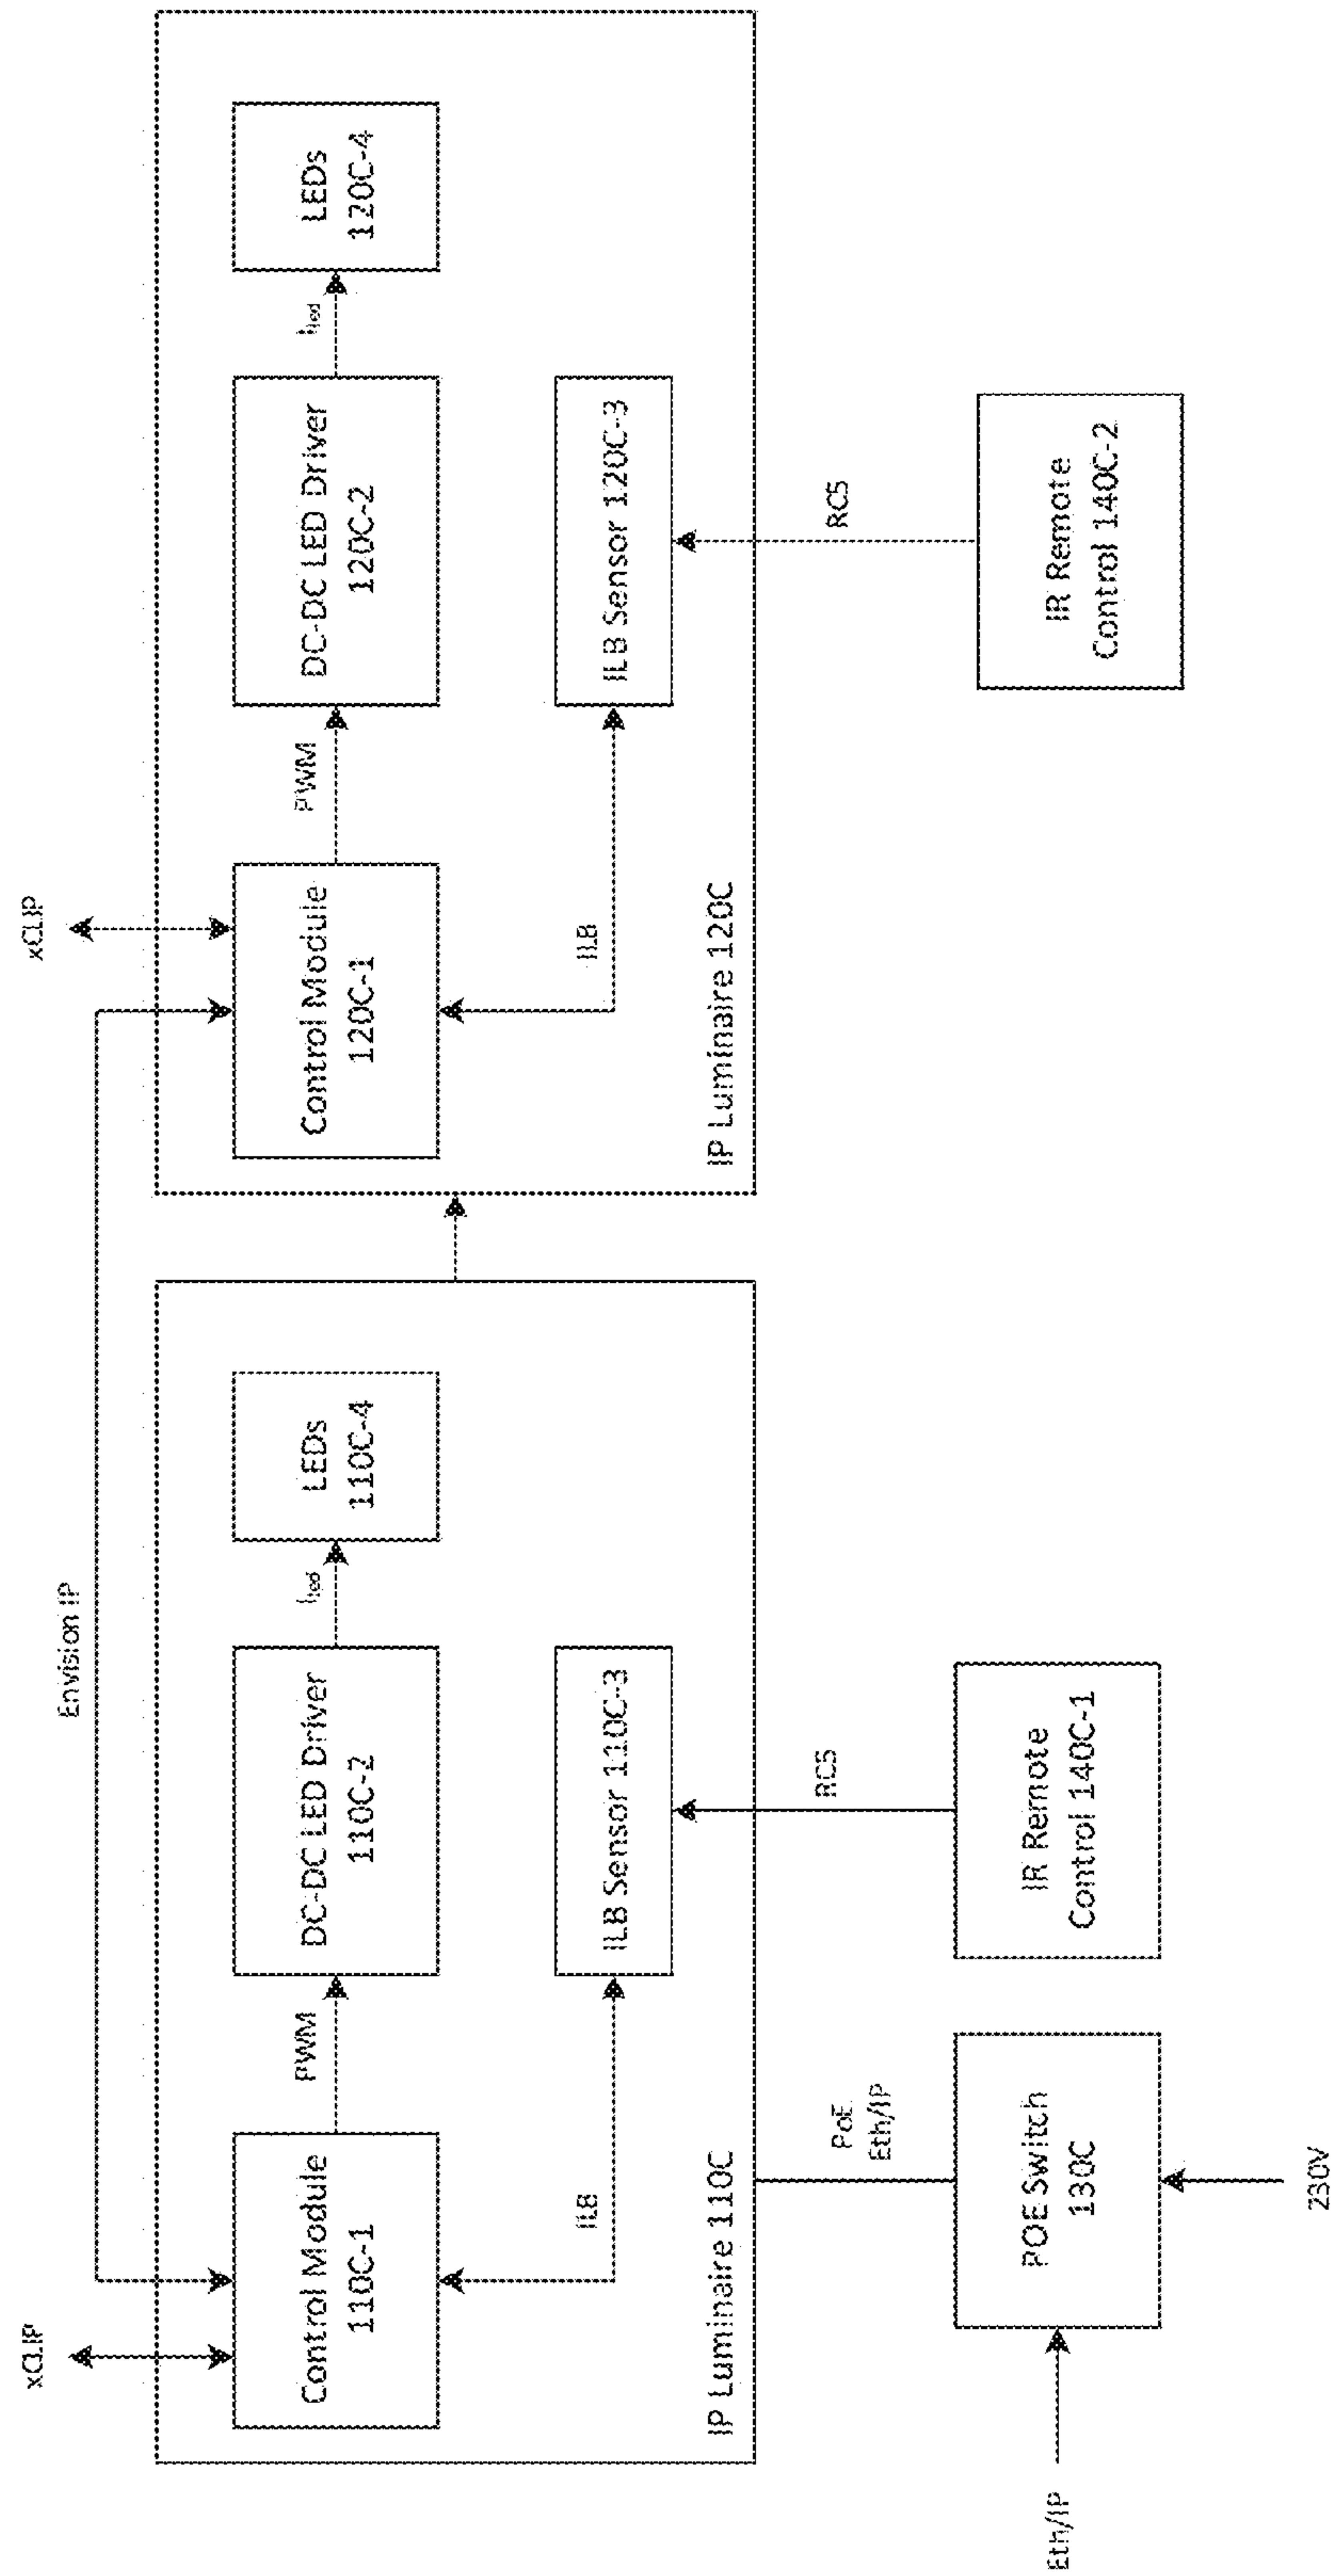 xCLIP
Envision IP
xCLIP
Control Module
110C-1
PWM
DC-DC LED Driver
110C-2
Iled
LEDs
110C-4
ILB
ILB Sensor 110C-3
IP Luminaire 110C
Control Module
120C-1
PWM
DC-DC LED Driver
120C-2
Iled
LEDs
120C-4
ILB
ILB Sensor 120C-3
IP Luminaire 120C
PoE
Eth/IP
RC5
RC5
Eth/IP
POE Switch
130C
230V
IR Remote
Control 140C-1
IR Remote
Control 140C-2